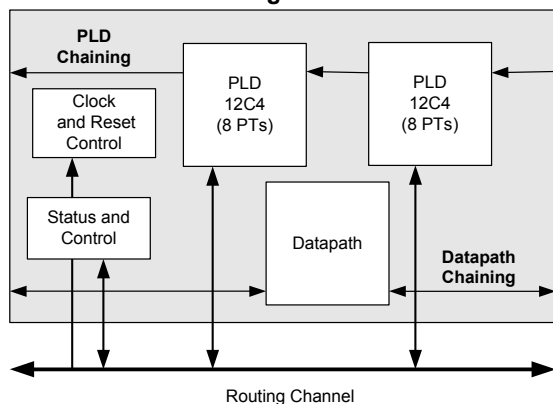 PLD
Chaining
PLD
12C4
(8 PTs)
PLD
12C4
(8 PTs)
Clock
and Reset
Control
Status and
Control
Datapath
Datapath
Chaining
Routing Channel